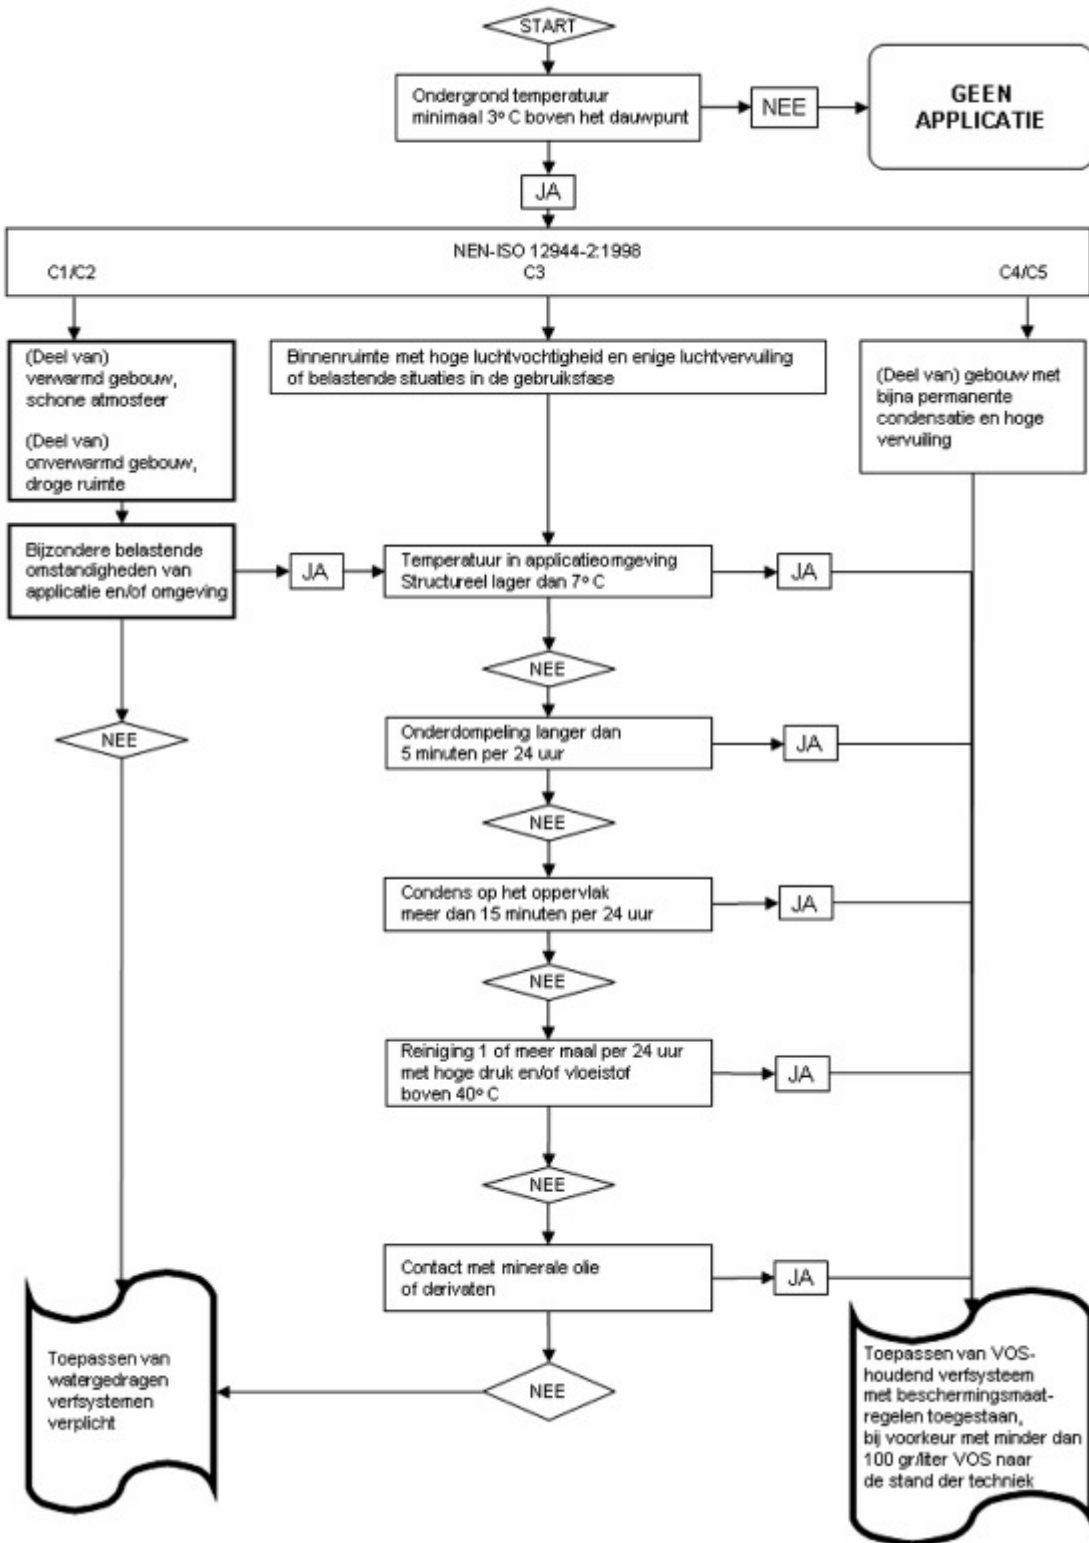 START
Ondergrond temperatuur
minimaal 3º C boven het dauwpunt
NEE
GEEN
APPLICATIE
JA
NEN-ISO 12944-2:1998
C1/C2
C3
C4/C5
(Deel van)
verwarmd gebouw,
schone atmosfeer
(Deel van)
onverwarmd gebouw,
droge ruimte
Binnenruimte met hoge luchtvochtigheid en enige luchtvervuiling
of belastende situaties in de gebruiksfase
(Deel van) gebouw met
bijna permanente
condensatie en hoge
vervuiling
Bijzondere belastende
omstandigheden van
applicatie en/of omgeving
JA
Temperatuur in applicatieomgeving
Structureel lager dan 7º C
JA
NEE
NEE
Onderdompeling langer dan
5 minuten per 24 uur
JA
NEE
Condens op het oppervlak
meer dan 15 minuten per 24 uur
JA
NEE
Reiniging 1 of meer maal per 24 uur
met hoge druk en/of vloeistof
boven 40º C
JA
NEE
Contact met minerale olie
of derivaten
JA
NEE
Toepassen van
watergedragen
verfsystemen
verplicht
Toepassen van VOS-
houdend verfsysteem
met beschermingsmaat-
regelen toegestaan,
bij voorkeur met minder dan
100 gr/liter VOS naar
de stand der techniek